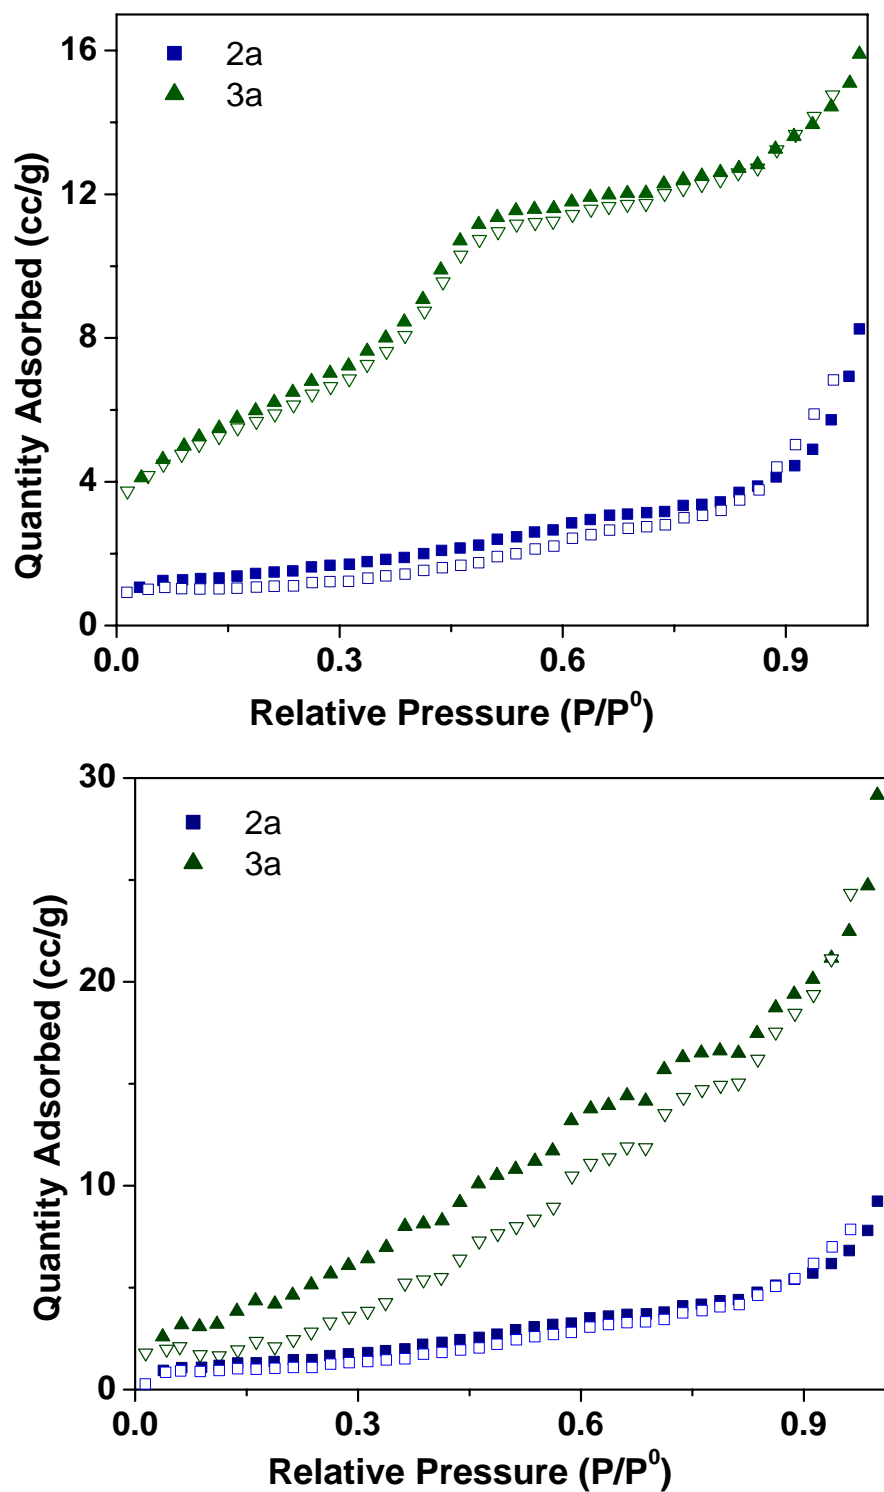 16
12
8
4
0
2a
3a
Quantity Adsorbed (cc/g)
0.0 0.3 0.6 0.9
Relative Pressure (P/P⁰)
30
20
10
0
2a
3a
Quantity Adsorbed (cc/g)
0.0 0.3 0.6 0.9
Relative Pressure (P/P⁰)